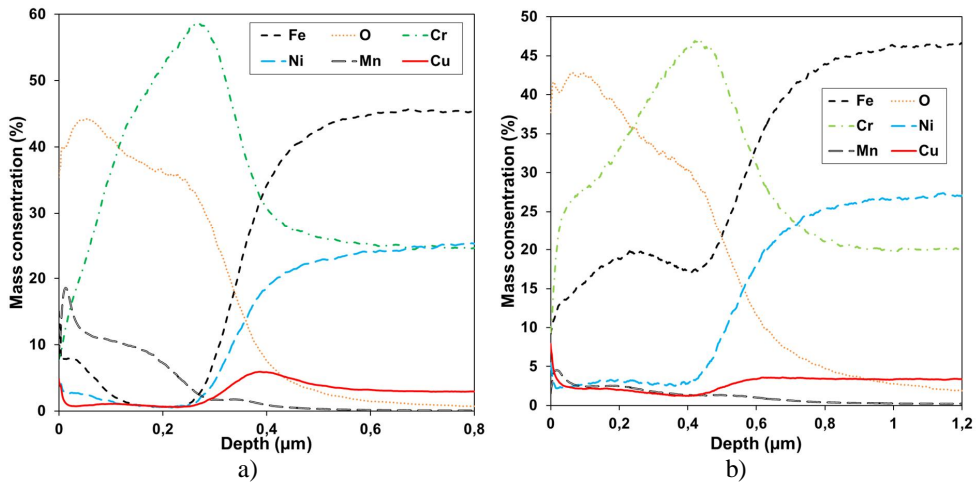 60
50
40
30
20
10
0
Mass consentration (%)
Fe O Cr
Ni Mn Cu
0 0,2 0,4 0,6 0,8
Depth (µm)
a)
50
45
40
35
30
25
20
15
10
5
0
Mass consentration (%)
Fe O
Cr Ni
Mn Cu
0 0,2 0,4 0,6 0,8 1 1,2
Depth (µm)
b)